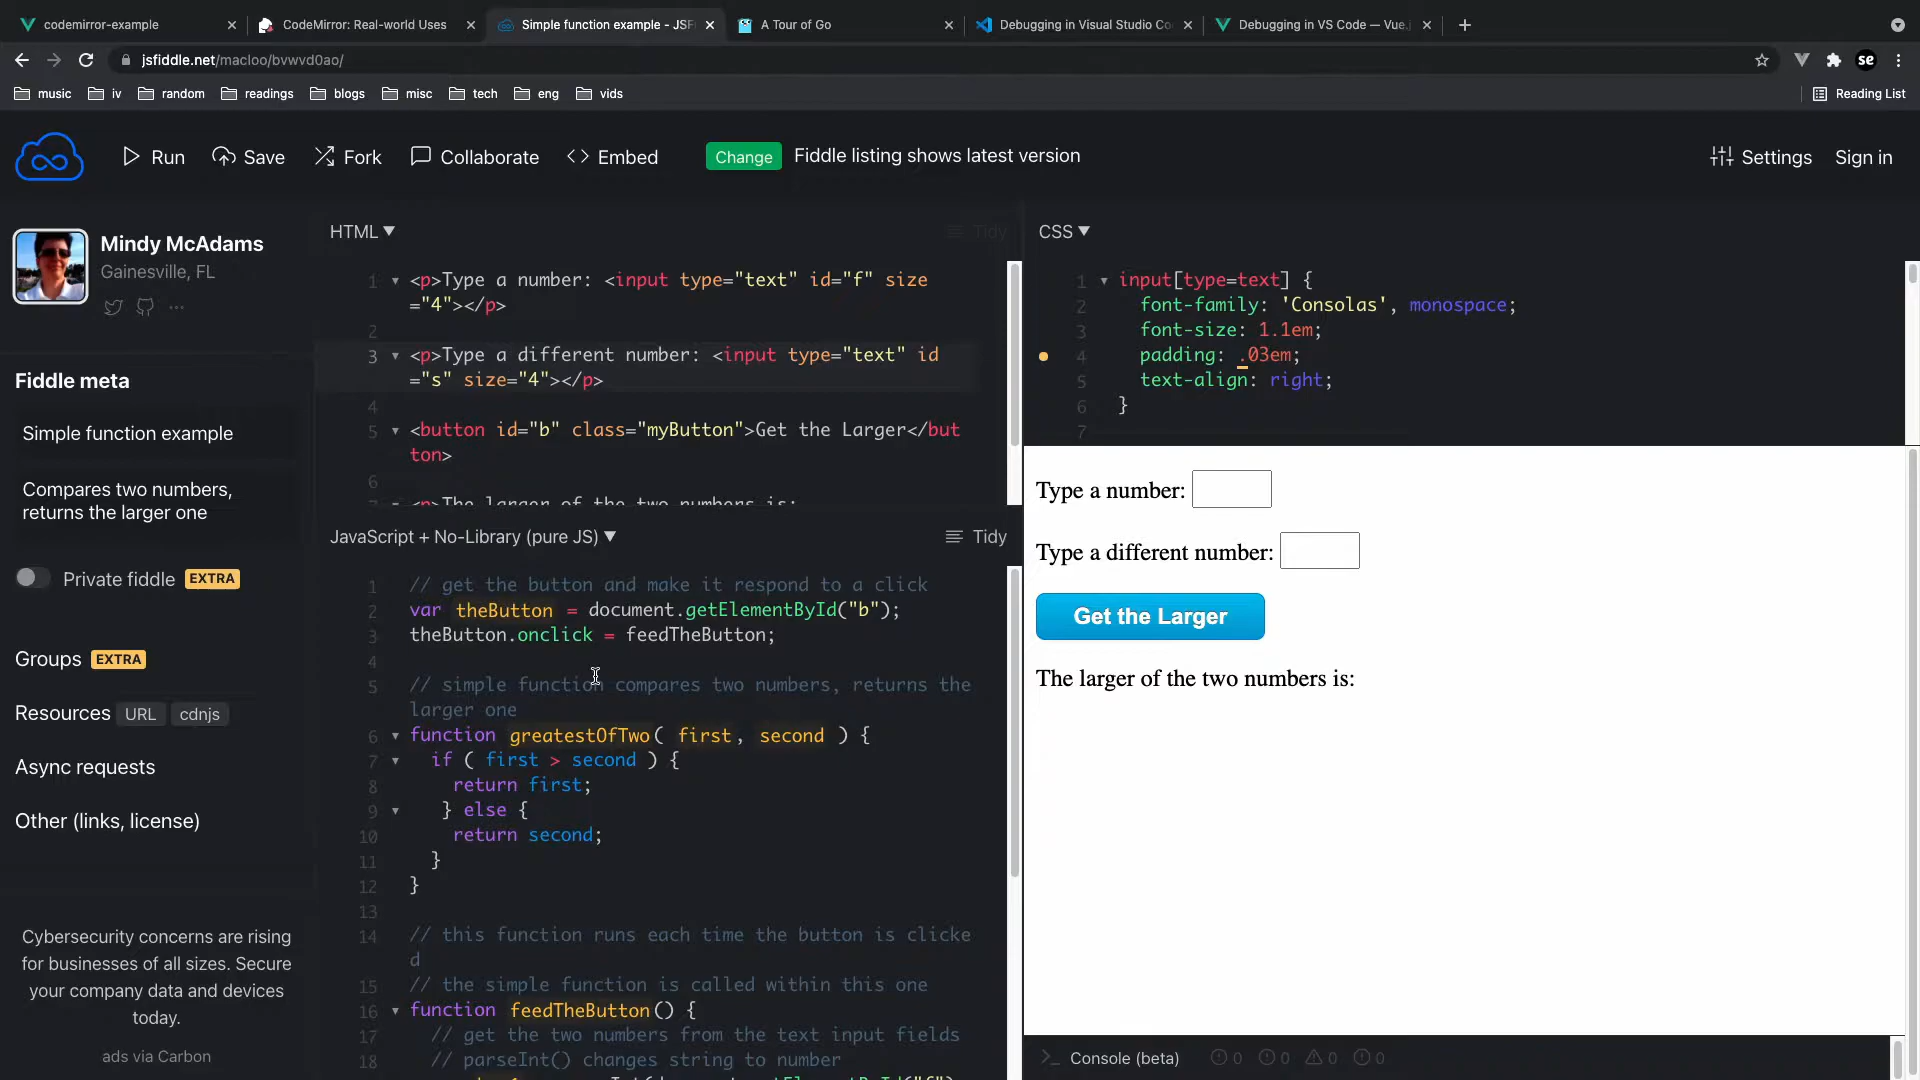 codemirror-example
CodeMirror: Real-world Uses
Simple function example - JSFi
A Tour of Go
Debugging in Visual Studio Co
Debugging in VS Code — Vue.j
jsfiddle.net/macloo/bvwvd0ao/
se
music
iv
random
readings
blogs
misc
tech
eng
vids
Reading List
Run
Save
Fork
Collaborate
Embed
Change
Fiddle listing shows latest version
Settings
Sign in
Mindy McAdams
Gainesville, FL
Fiddle meta
Simple function example
Compares two numbers,
returns the larger one
Private fiddle EXTRA
Groups EXTRA
Resources URL cdnjs
Async requests
Other (links, license)
Cybersecurity concerns are rising
for businesses of all sizes. Secure
your company data and devices
today.
ads via Carbon
HTML ▼
Tidy
1 <p>Type a number: <input type="text" id="f" size
="4"></p>
2
3 <p>Type a different number: <input type="text" id
="s" size="4"></p>
4
5 <button id="b" class="myButton">Get the Larger</but
ton>
6
7 <p>The larger of the two numbers is:
JavaScript + No-Library (pure JS) ▼
Tidy
1 // get the button and make it respond to a click
2 var theButton = document.getElementById("b");
3 theButton.onclick = feedTheButton;
4
5 // simple function compares two numbers, returns the
larger one
6 function greatestOfTwo( first, second ) {
7 if ( first > second ) {
8 return first;
9 } else {
10 return second;
11 }
12 }
13
14 // this function runs each time the button is clicke
d
15 // the simple function is called within this one
16 function feedTheButton() {
17 // get the two numbers from the text input fields
18 // parseInt() changes string to number
CSS ▼
1 input[type=text] {
2 font-family: 'Consolas', monospace;
3 font-size: 1.1em;
4 padding: .03em;
5 text-align: right;
6 }
7
Type a number:
Type a different number:
Get the Larger
The larger of the two numbers is:
>_ Console (beta) 0 0 0 0